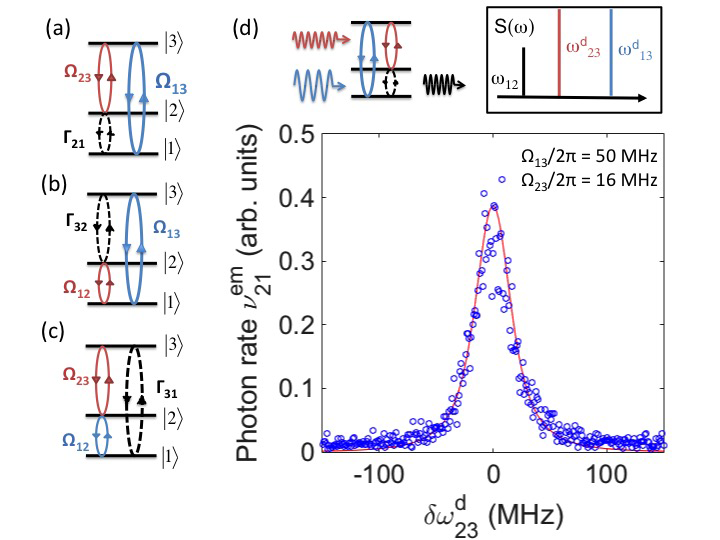 (a)
|3⟩
Ω23
Ω13
|2⟩
Γ21
|1⟩
(b)
|3⟩
Γ32
Ω13
|2⟩
Ω12
|1⟩
(c)
|3⟩
Ω23
Γ31
|2⟩
Ω12
|1⟩
(d)
S(ω)
ω12
ωd23
ωd13
Ω13/2π = 50 MHz
Ω23/2π = 16 MHz
Photon rate νem21 (arb. units)
0.5
0.4
0.3
0.2
0.1
0
-100
0
100
δωd23 (MHz)